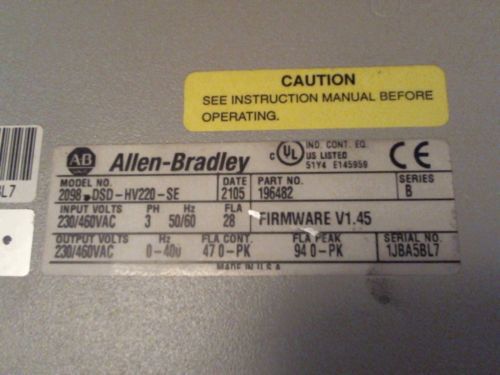 CAUTION
SEE INSTRUCTION MANUAL BEFORE
OPERATING.
BL7
AB Allen-Bradley
C UL US IND. CONT. EQ.
LISTED
51Y4 E145959
CE
MODEL NO. DATE PART NO. SERIES
2098-DSD-HV220-SE 2105 196482 B
INPUT VOLTS PH Hz FLA
230/460VAC 3 50/60 28 FIRMWARE V1.45
OUTPUT VOLTS Hz FLA CONT. FLA PEAK SERIAL NO.
230/460VAC 0-400 47 0-PK 94 0-PK 1JBA5BL7
MADE IN U.S.A.